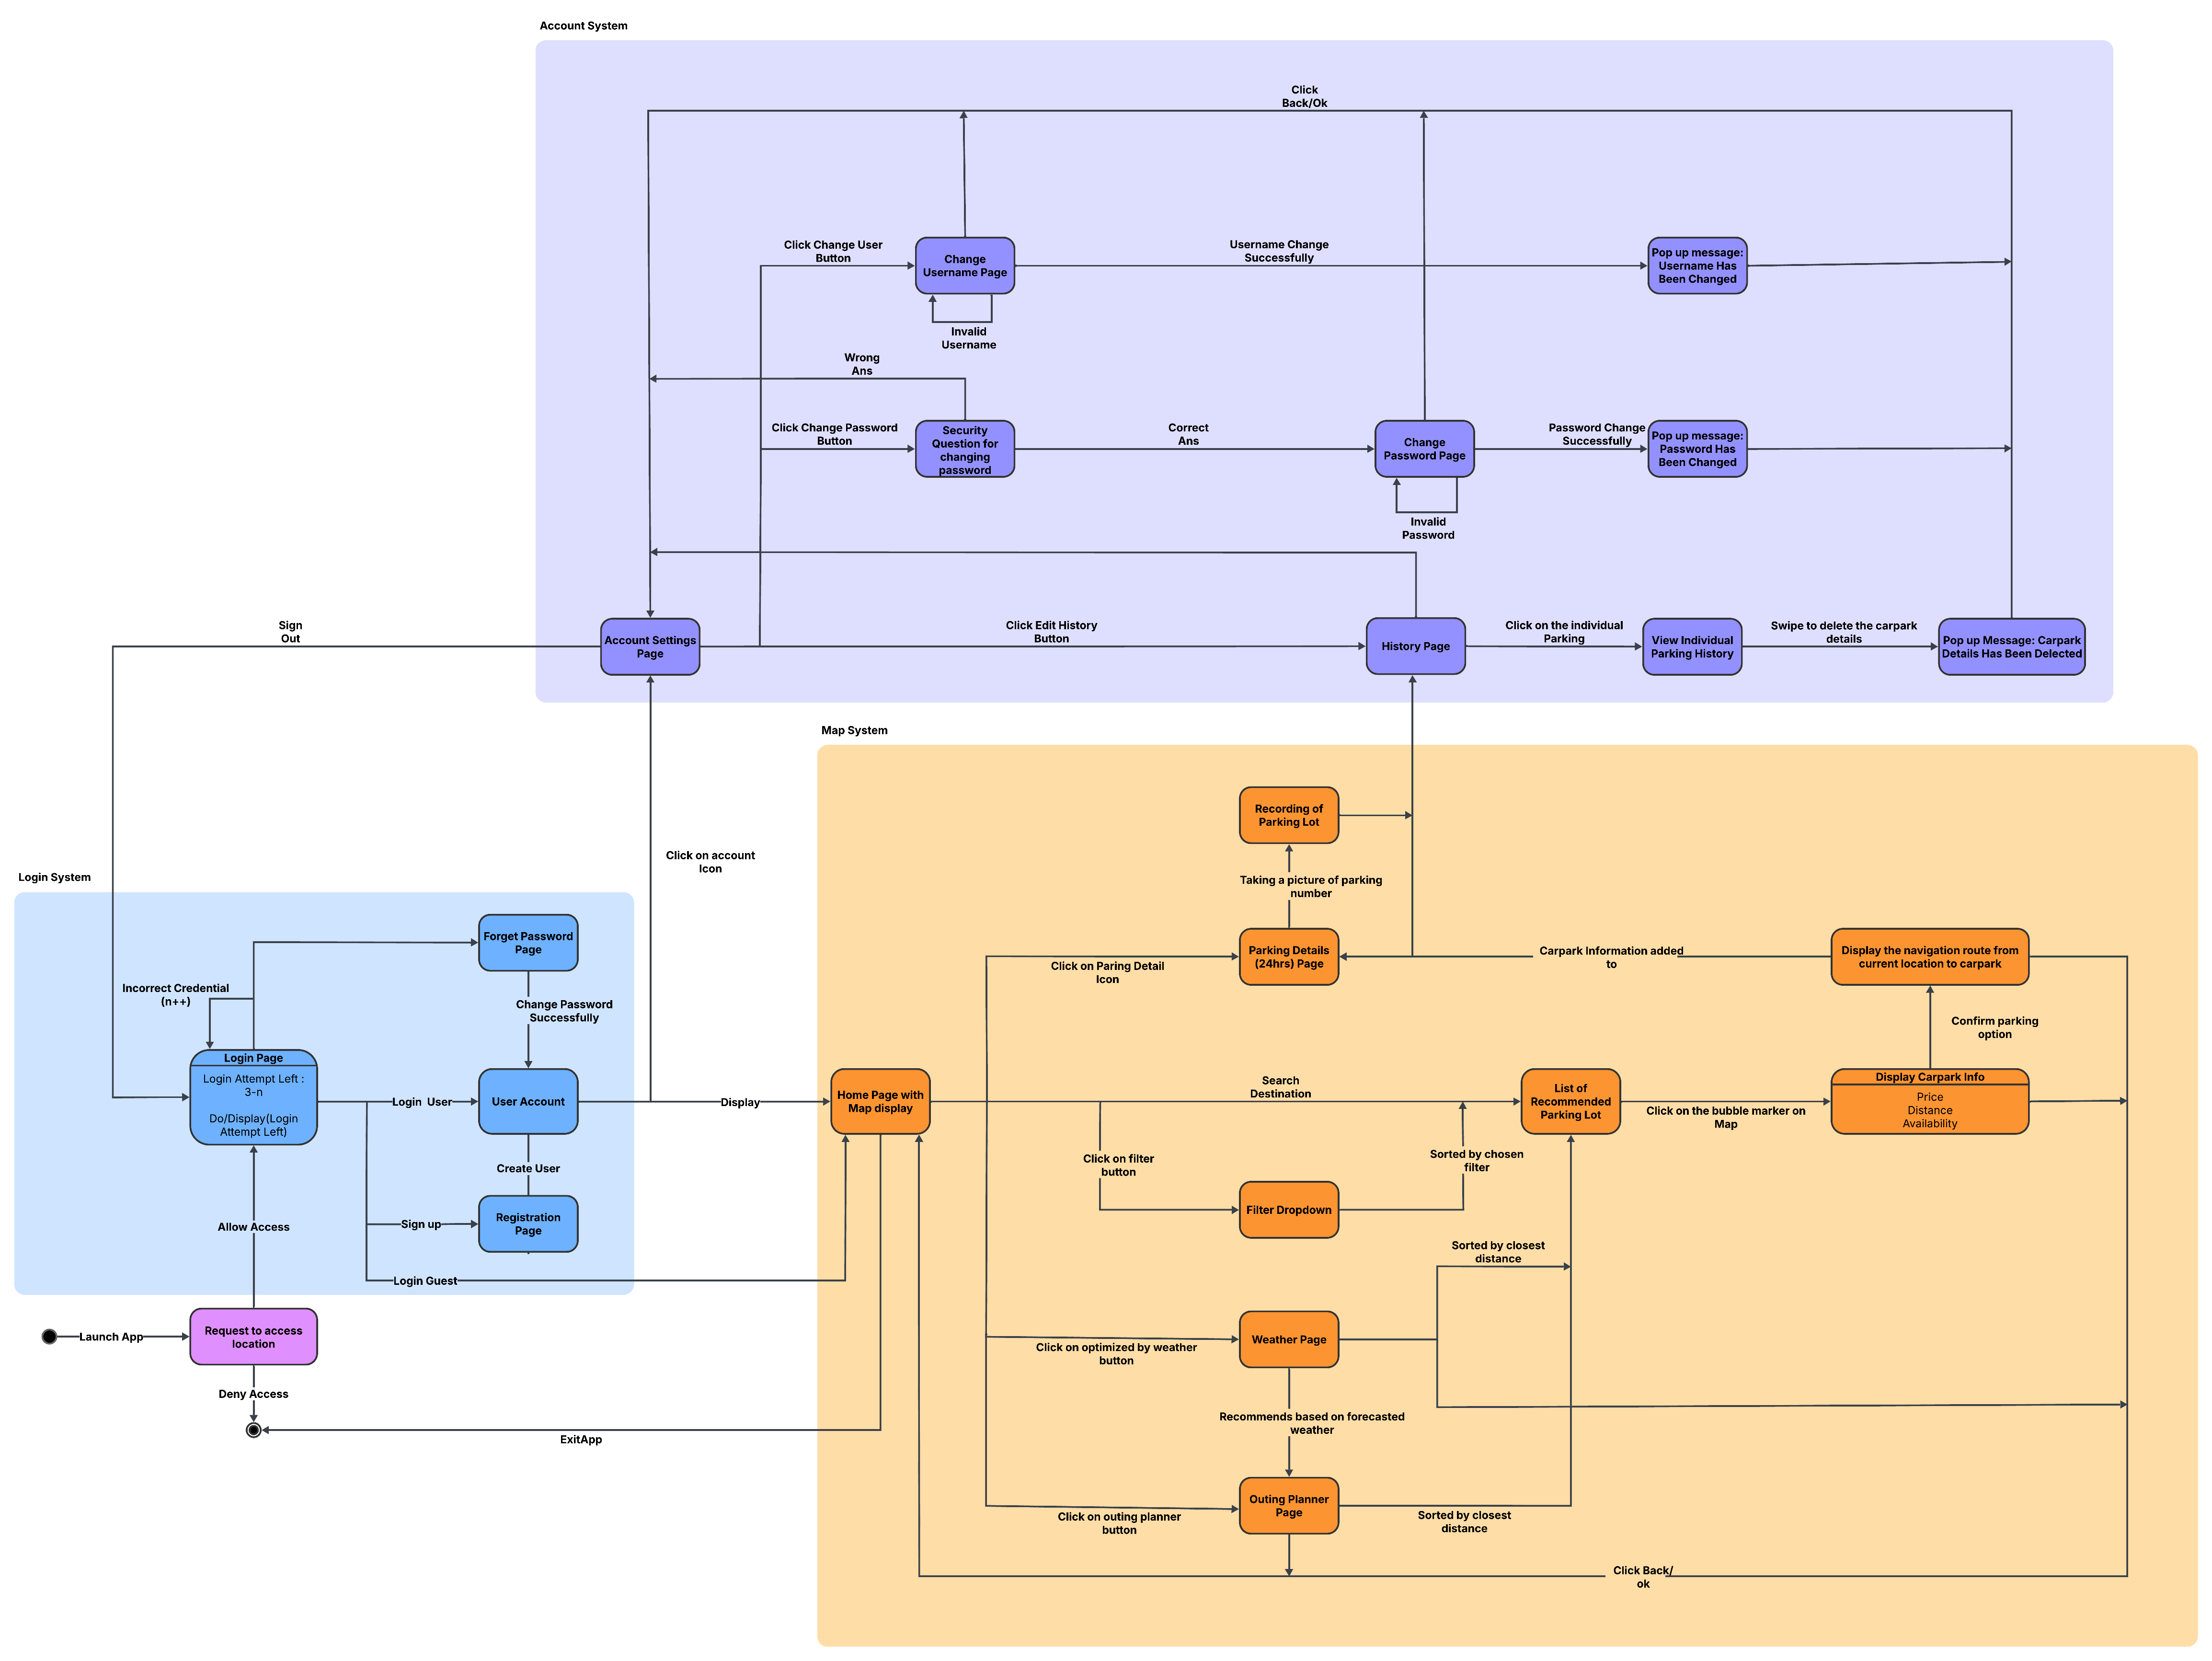 Account System
Click
Back/Ok
Click Change User
Button
Change
Username Page
Username Change
Successfully
Pop up message:
Username Has
Been Changed
Invalid
Username
Wrong
Ans
Click Change Password
Button
Security
Question for
changing
password
Correct
Ans
Change
Password Page
Password Change
Successfully
Pop up message:
Password Has
Been Changed
Invalid
Password
Sign
Out
Account Settings
Page
Click Edit History
Button
History Page
Click on the individual
Parking
View Individual
Parking History
Swipe to delete the carpark
details
Pop up Message: Carpark
Details Has Been Delected
Map System
Recording of
Parking Lot
Click on account
Icon
Taking a picture of parking
number
Login System
Forget Password
Page
Click on Paring Detail
Icon
Parking Details
(24hrs) Page
Carpark Information added
to
Display the navigation route from
current location to carpark
Incorrect Credential
(n++)
Change Password
Successfully
Confirm parking
option
Login Page
Login Attempt Left :
3-n
Do/Display(Login
Attempt Left)
Login  User
User Account
Display
Home Page with
Map display
Search
Destination
List of
Recommended
Parking Lot
Click on the bubble marker on
Map
Display Carpark Info
Price
Distance
Availability
Create User
Click on filter
button
Sorted by chosen
filter
Allow Access
Sign up
Registration
Page
Filter Dropdown
Login Guest
Sorted by closest
distance
Launch App
Request to access
location
Click on optimized by weather
button
Weather Page
Deny Access
Recommends based on forecasted
weather
ExitApp
Click on outing planner
button
Outing Planner
Page
Sorted by closest
distance
Click Back/
ok